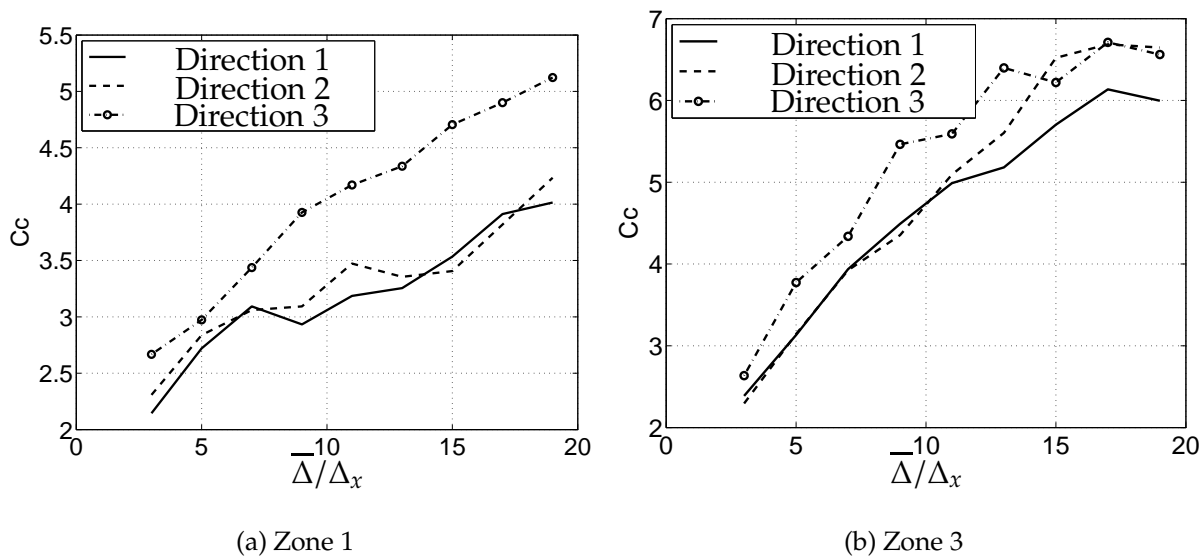 5.5
5
4.5
4
3.5
3
2.5
2
Cc
Direction 1
Direction 2
Direction 3
0 5 10 15 20
Δ̅/Δₓ
(a) Zone 1
7
6
5
4
3
2
Cc
Direction 1
Direction 2
Direction 3
0 5 10 15 20
Δ̅/Δₓ
(b) Zone 3